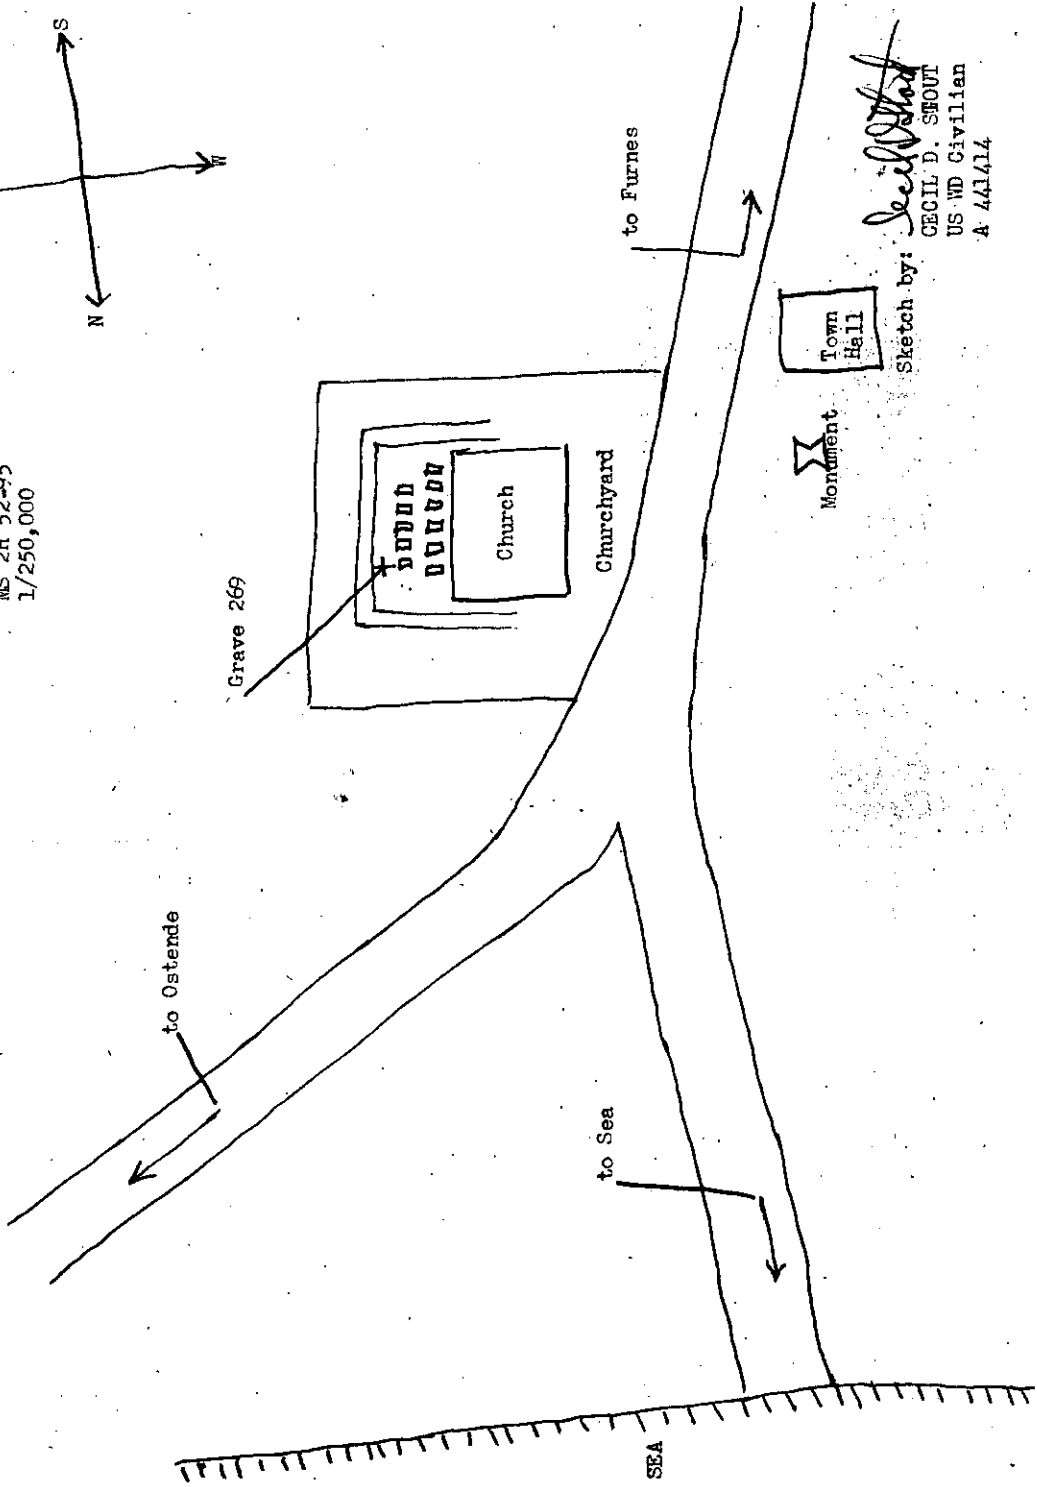 1/250,000
S
N
W
Grave 269
to Ostende
to Furnes
Church
Churchyard
Town
Hall
Monument
to Sea
SEA
Sketch by:
CECIL D. STOUT
US WD Civilian
A 441414